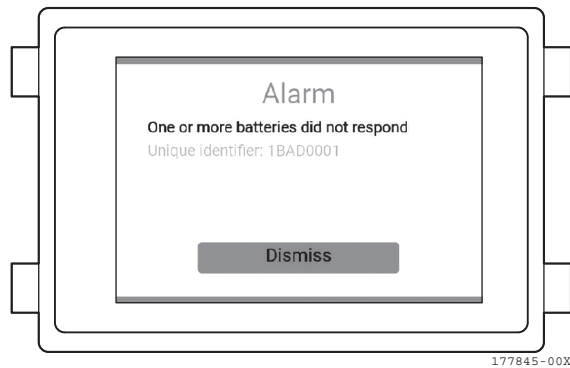 Alarm
One or more batteries did not respond
Unique identifier: 1BAD0001
Dismiss
177845-00X